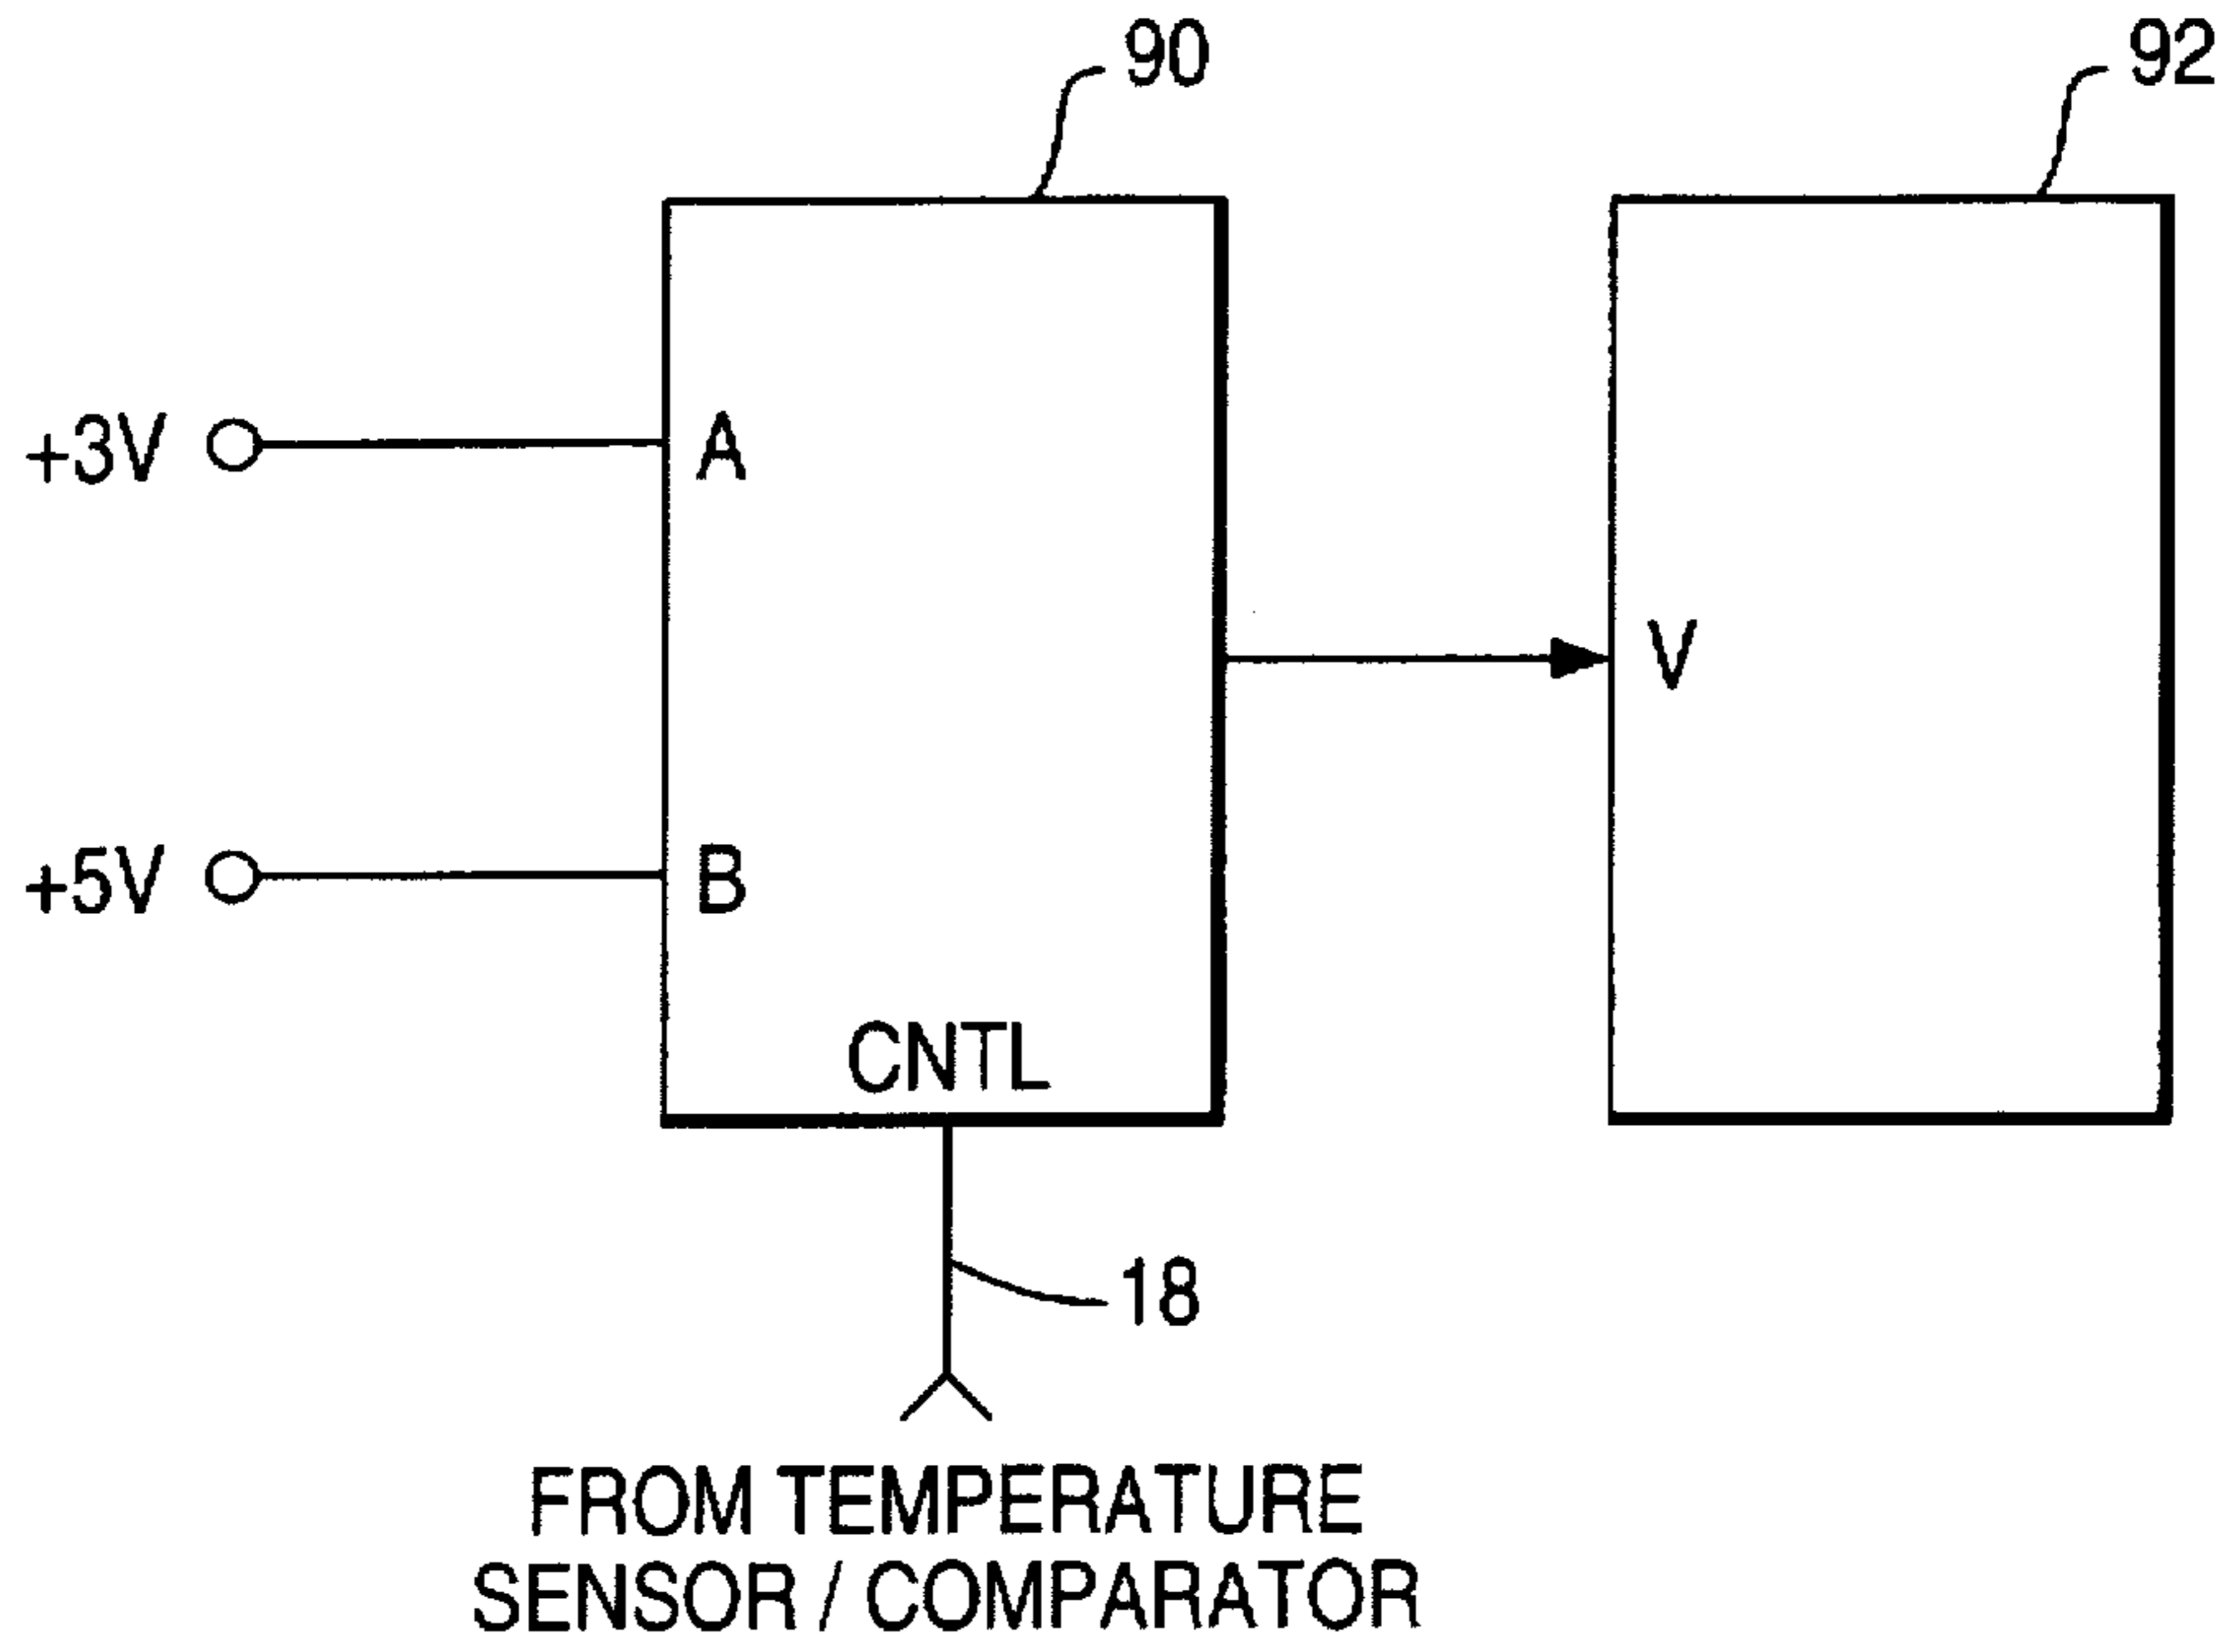 90
92
+3V
A
V
+5V
B
CNTL
18
FROM TEMPERATURE
SENSOR / COMPARATOR